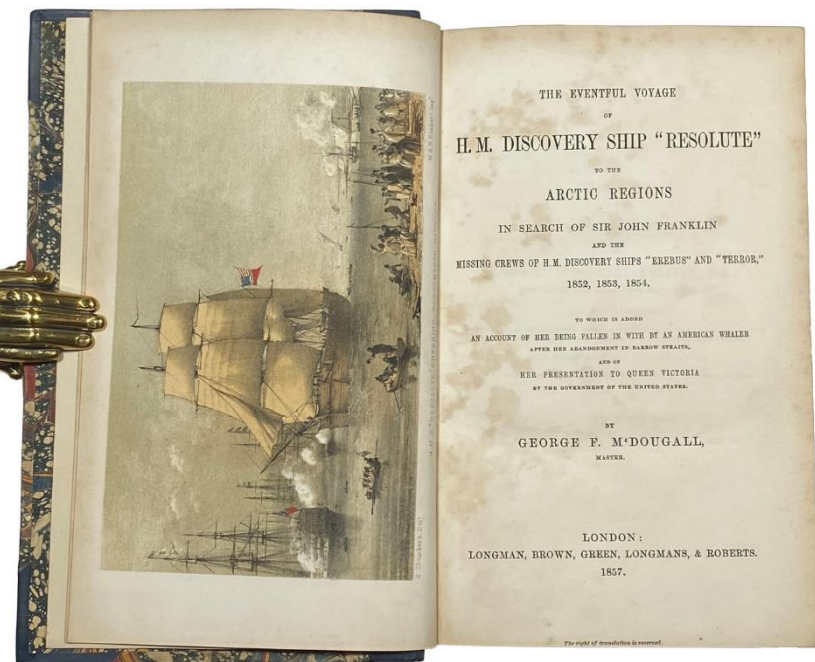 THE EVENTFUL VOYAGE
OF
H. M. DISCOVERY SHIP "RESOLUTE"
TO THE
ARCTIC REGIONS
IN SEARCH OF SIR JOHN FRANKLIN
AND THE
MISSING CREWS OF H. M. DISCOVERY SHIPS "EREBUS" AND "TERROR,"
1852, 1853, 1854.
TO WHICH IS ADDED
AN ACCOUNT OF HER BEING FALLEN IN WITH BY AN AMERICAN WHALER
AFTER HER ABANDONMENT IN BARROW STRAITS,
AND OF
HER PRESENTATION TO QUEEN VICTORIA
BY THE GOVERNMENT OF THE UNITED STATES.
BY
GEORGE F. M‘DOUGALL,
MASTER.
LONDON:
LONGMAN, BROWN, GREEN, LONGMANS, & ROBERTS.
1857.
The right of translation is reserved.